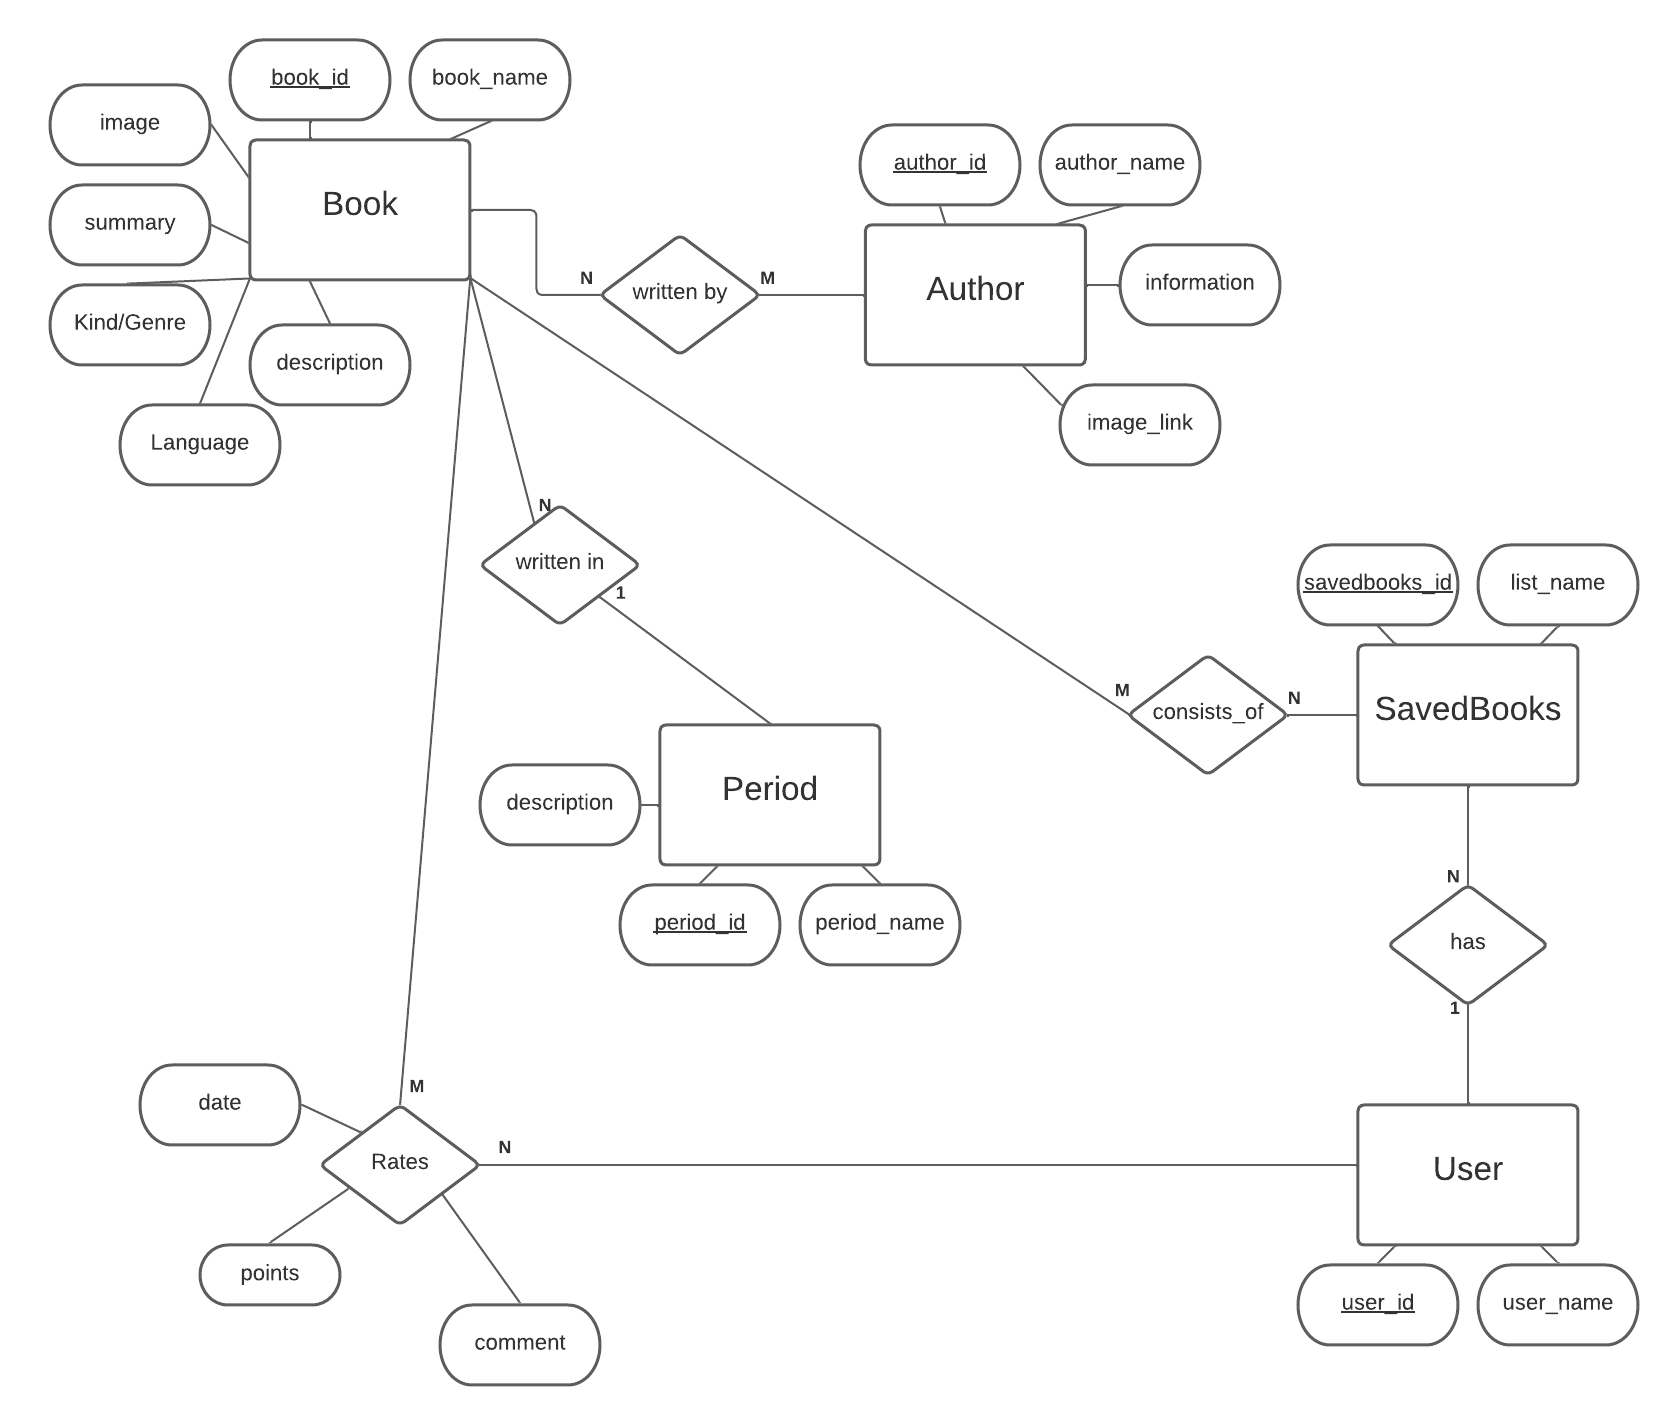 book_id
book_name
image
Book
summary
Kind/Genre
description
Language
N
written by
M
author_id
author_name
Author
information
image_link
N
written in
1
savedbooks_id
list_name
M
consists_of
N
SavedBooks
description
Period
period_id
period_name
N
has
1
date
M
Rates
N
User
points
comment
user_id
user_name